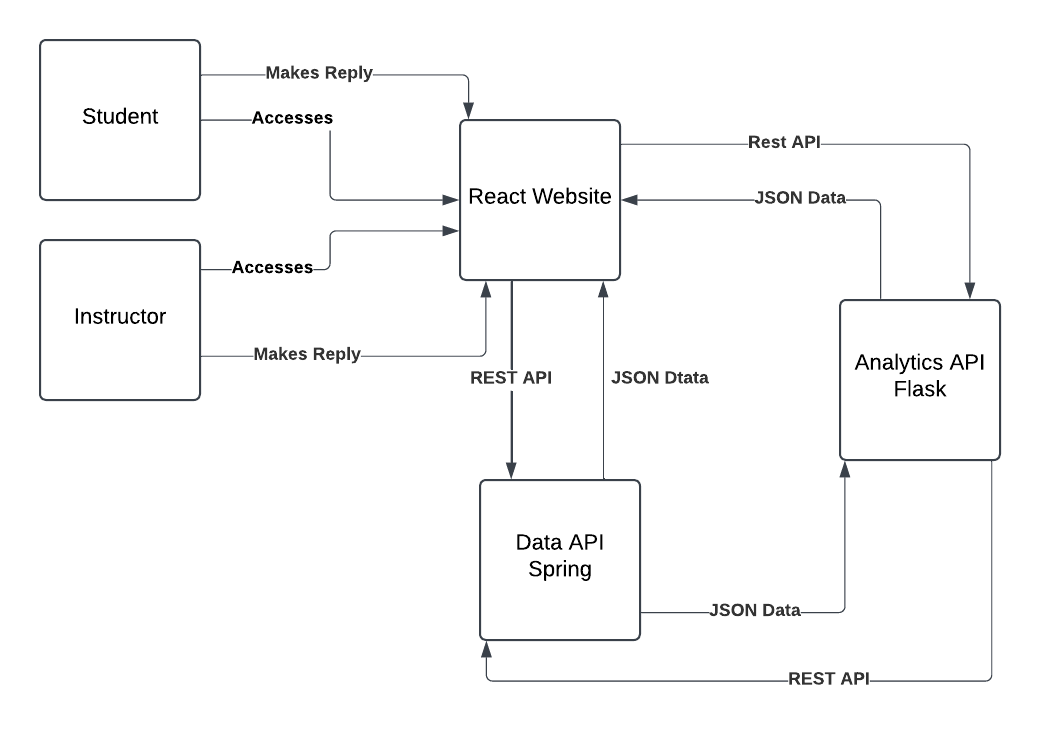 Makes Reply
Student
Accesses
Rest API
React Website
JSON Data
Accesses
Instructor
Makes Reply
REST API
JSON Dtata
Analytics API
Flask
Data API
Spring
JSON Data
REST API